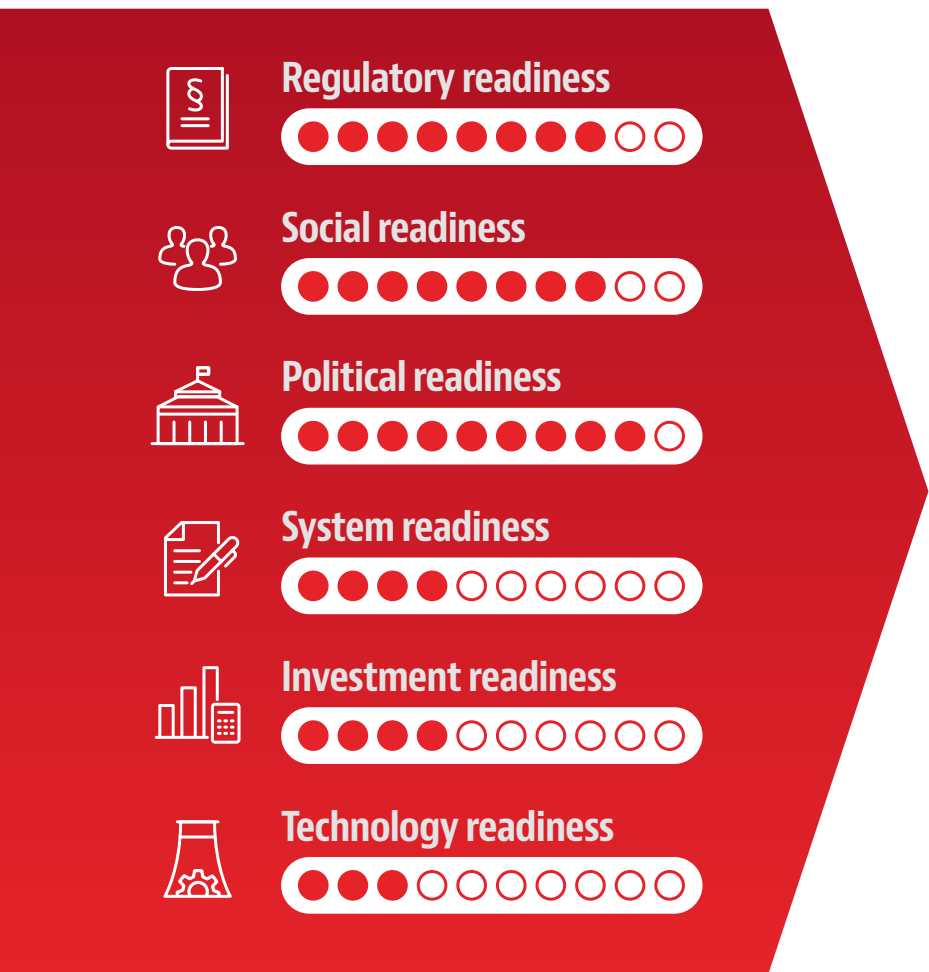 §
Regulatory readiness
Social readiness
Political readiness
System readiness
Investment readiness
Technology readiness